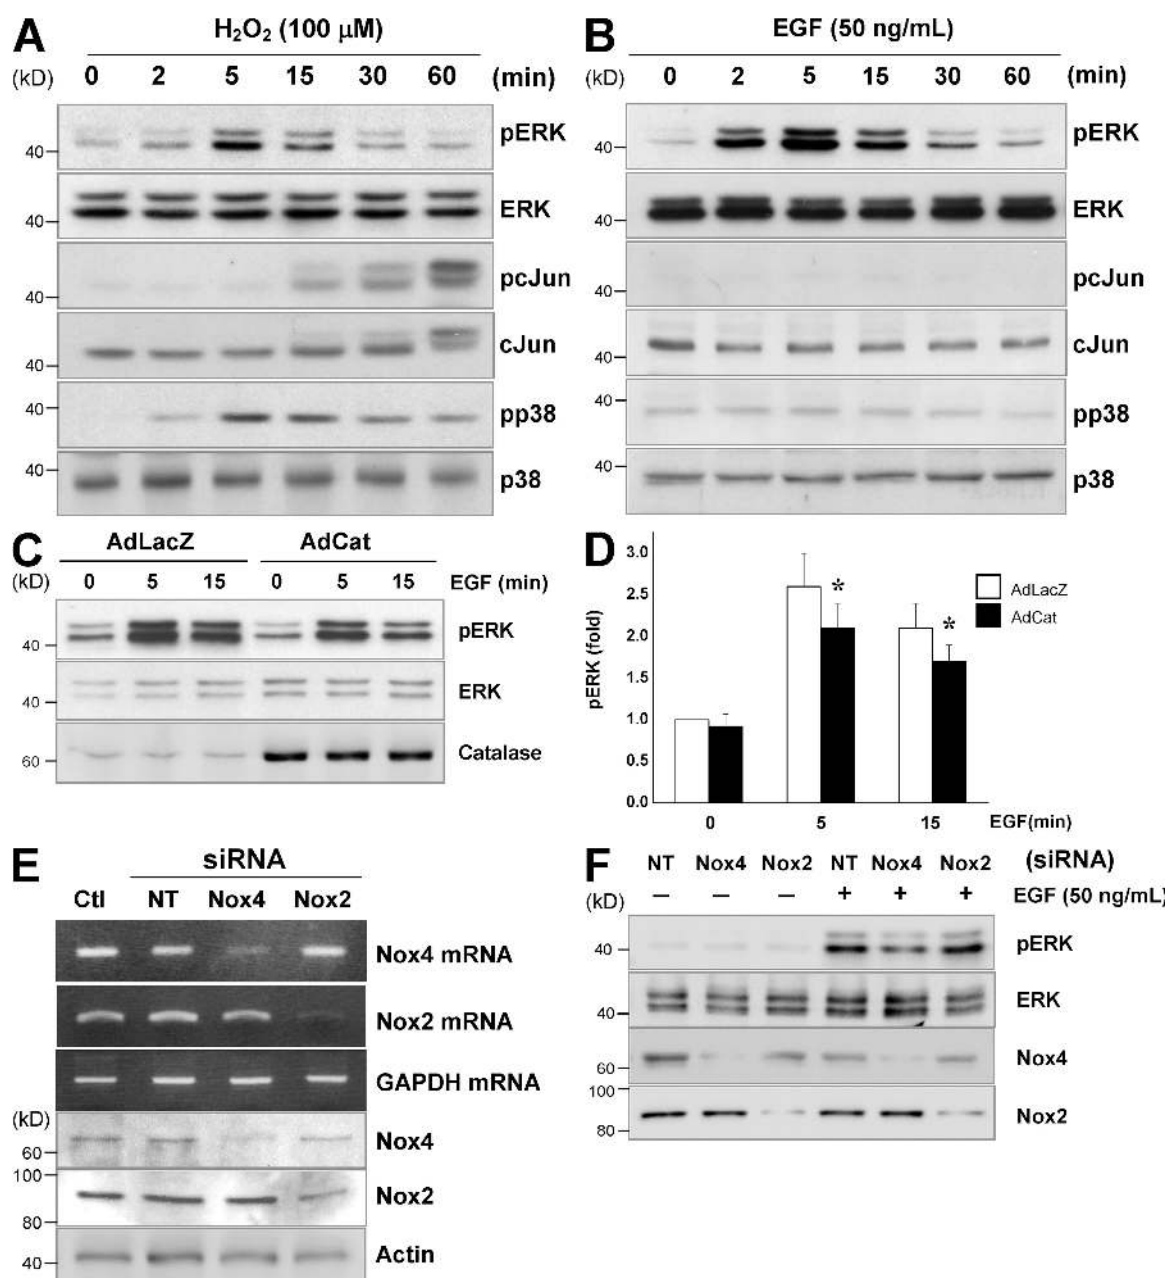 A
H₂O₂ (100 μM)
(kD) 0 2 5 15 30 60 (min)
pERK
40
ERK
40
pcJun
40
cJun
40
40
pp38
40
p38
B
EGF (50 ng/mL)
(kD) 0 2 5 15 30 60 (min)
pERK
40
ERK
40
pcJun
40
cJun
40
40
pp38
40
p38
C
AdLacZ AdCat
(kD) 0 5 15 0 5 15 EGF (min)
pERK
40
ERK
40
Catalase
60
D
3.0
2.5
2.0
1.5
1.0
0.5
0.0
pERK (fold)
* *
AdLacZ
AdCat
0 5 15 EGF(min)
E
siRNA
Ctl NT Nox4 Nox2
Nox4 mRNA
Nox2 mRNA
GAPDH mRNA
(kD)
Nox4
60
100
Nox2
80
Actin
40
F
NT Nox4 Nox2 NT Nox4 Nox2 (siRNA)
(kD) – – – + + + EGF (50 ng/mL)
pERK
40
ERK
40
Nox4
60
100
Nox2
80